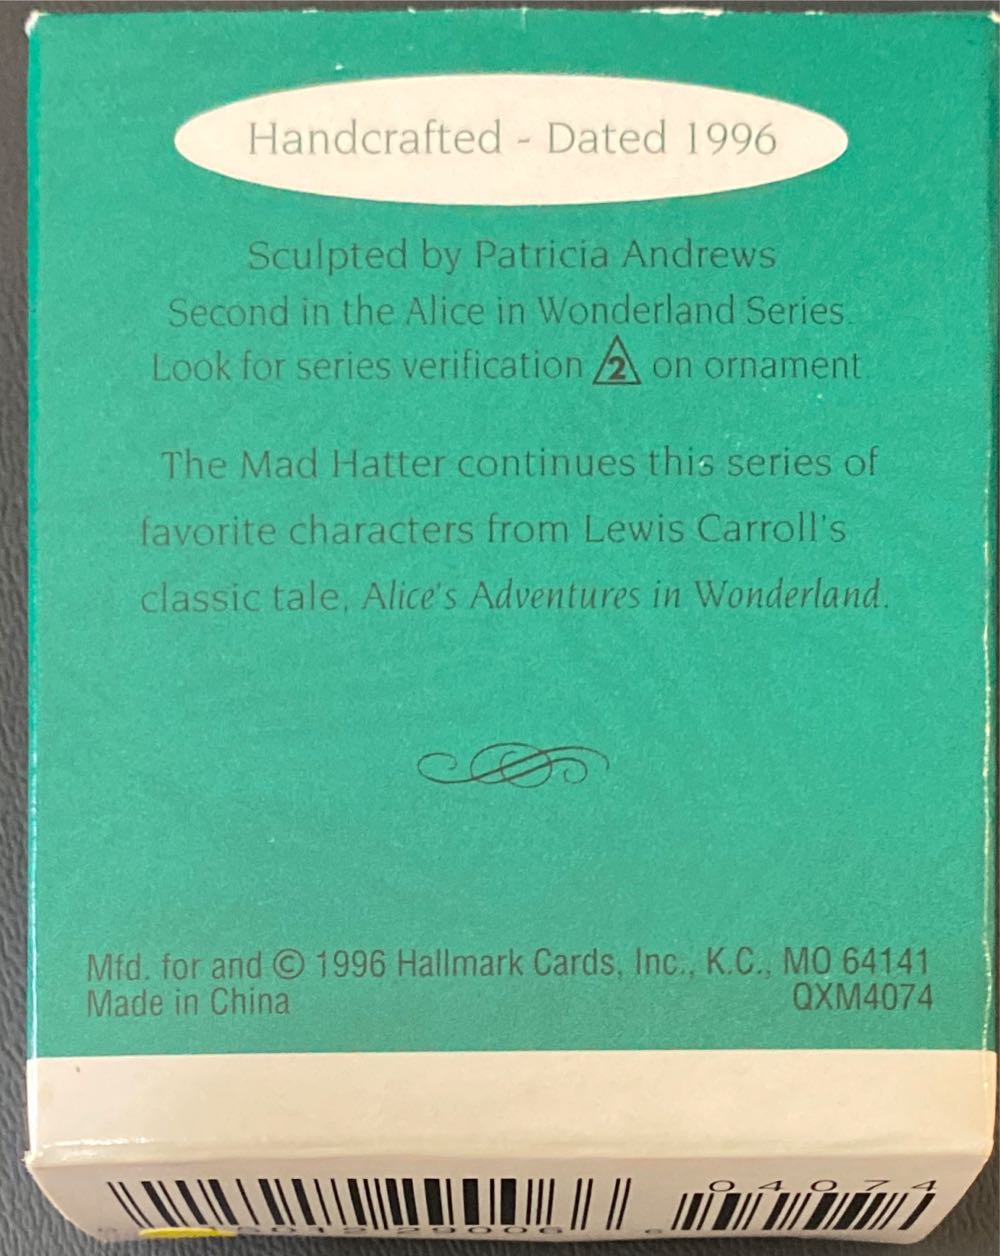 Handcrafted - Dated 1996
Sculpted by Patricia Andrews
Second in the Alice in Wonderland Series.
Look for series verification 2 on ornament.
The Mad Hatter continues this series of
favorite characters from Lewis Carroll's
classic tale, Alice's Adventures in Wonderland.
Mfd. for and © 1996 Hallmark Cards, Inc., K.C., MO 64141
Made in China QXM4074
04074